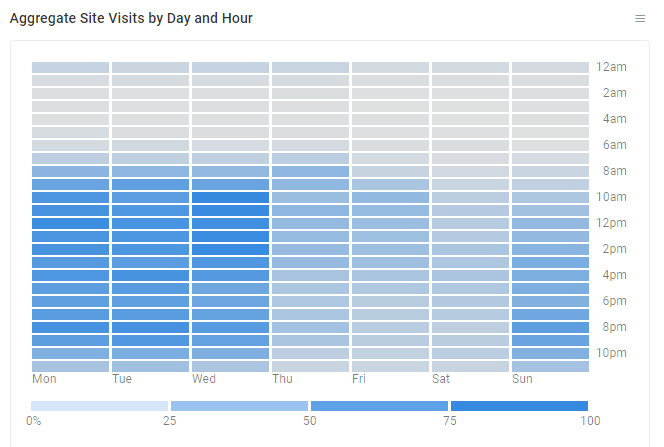 Aggregate Site Visits by Day and Hour
12am
2am
4am
6am
8am
10am
12pm
2pm
4pm
6pm
8pm
10pm
Mon Tue Wed Thu Fri Sat Sun
0% 25 50 75 100